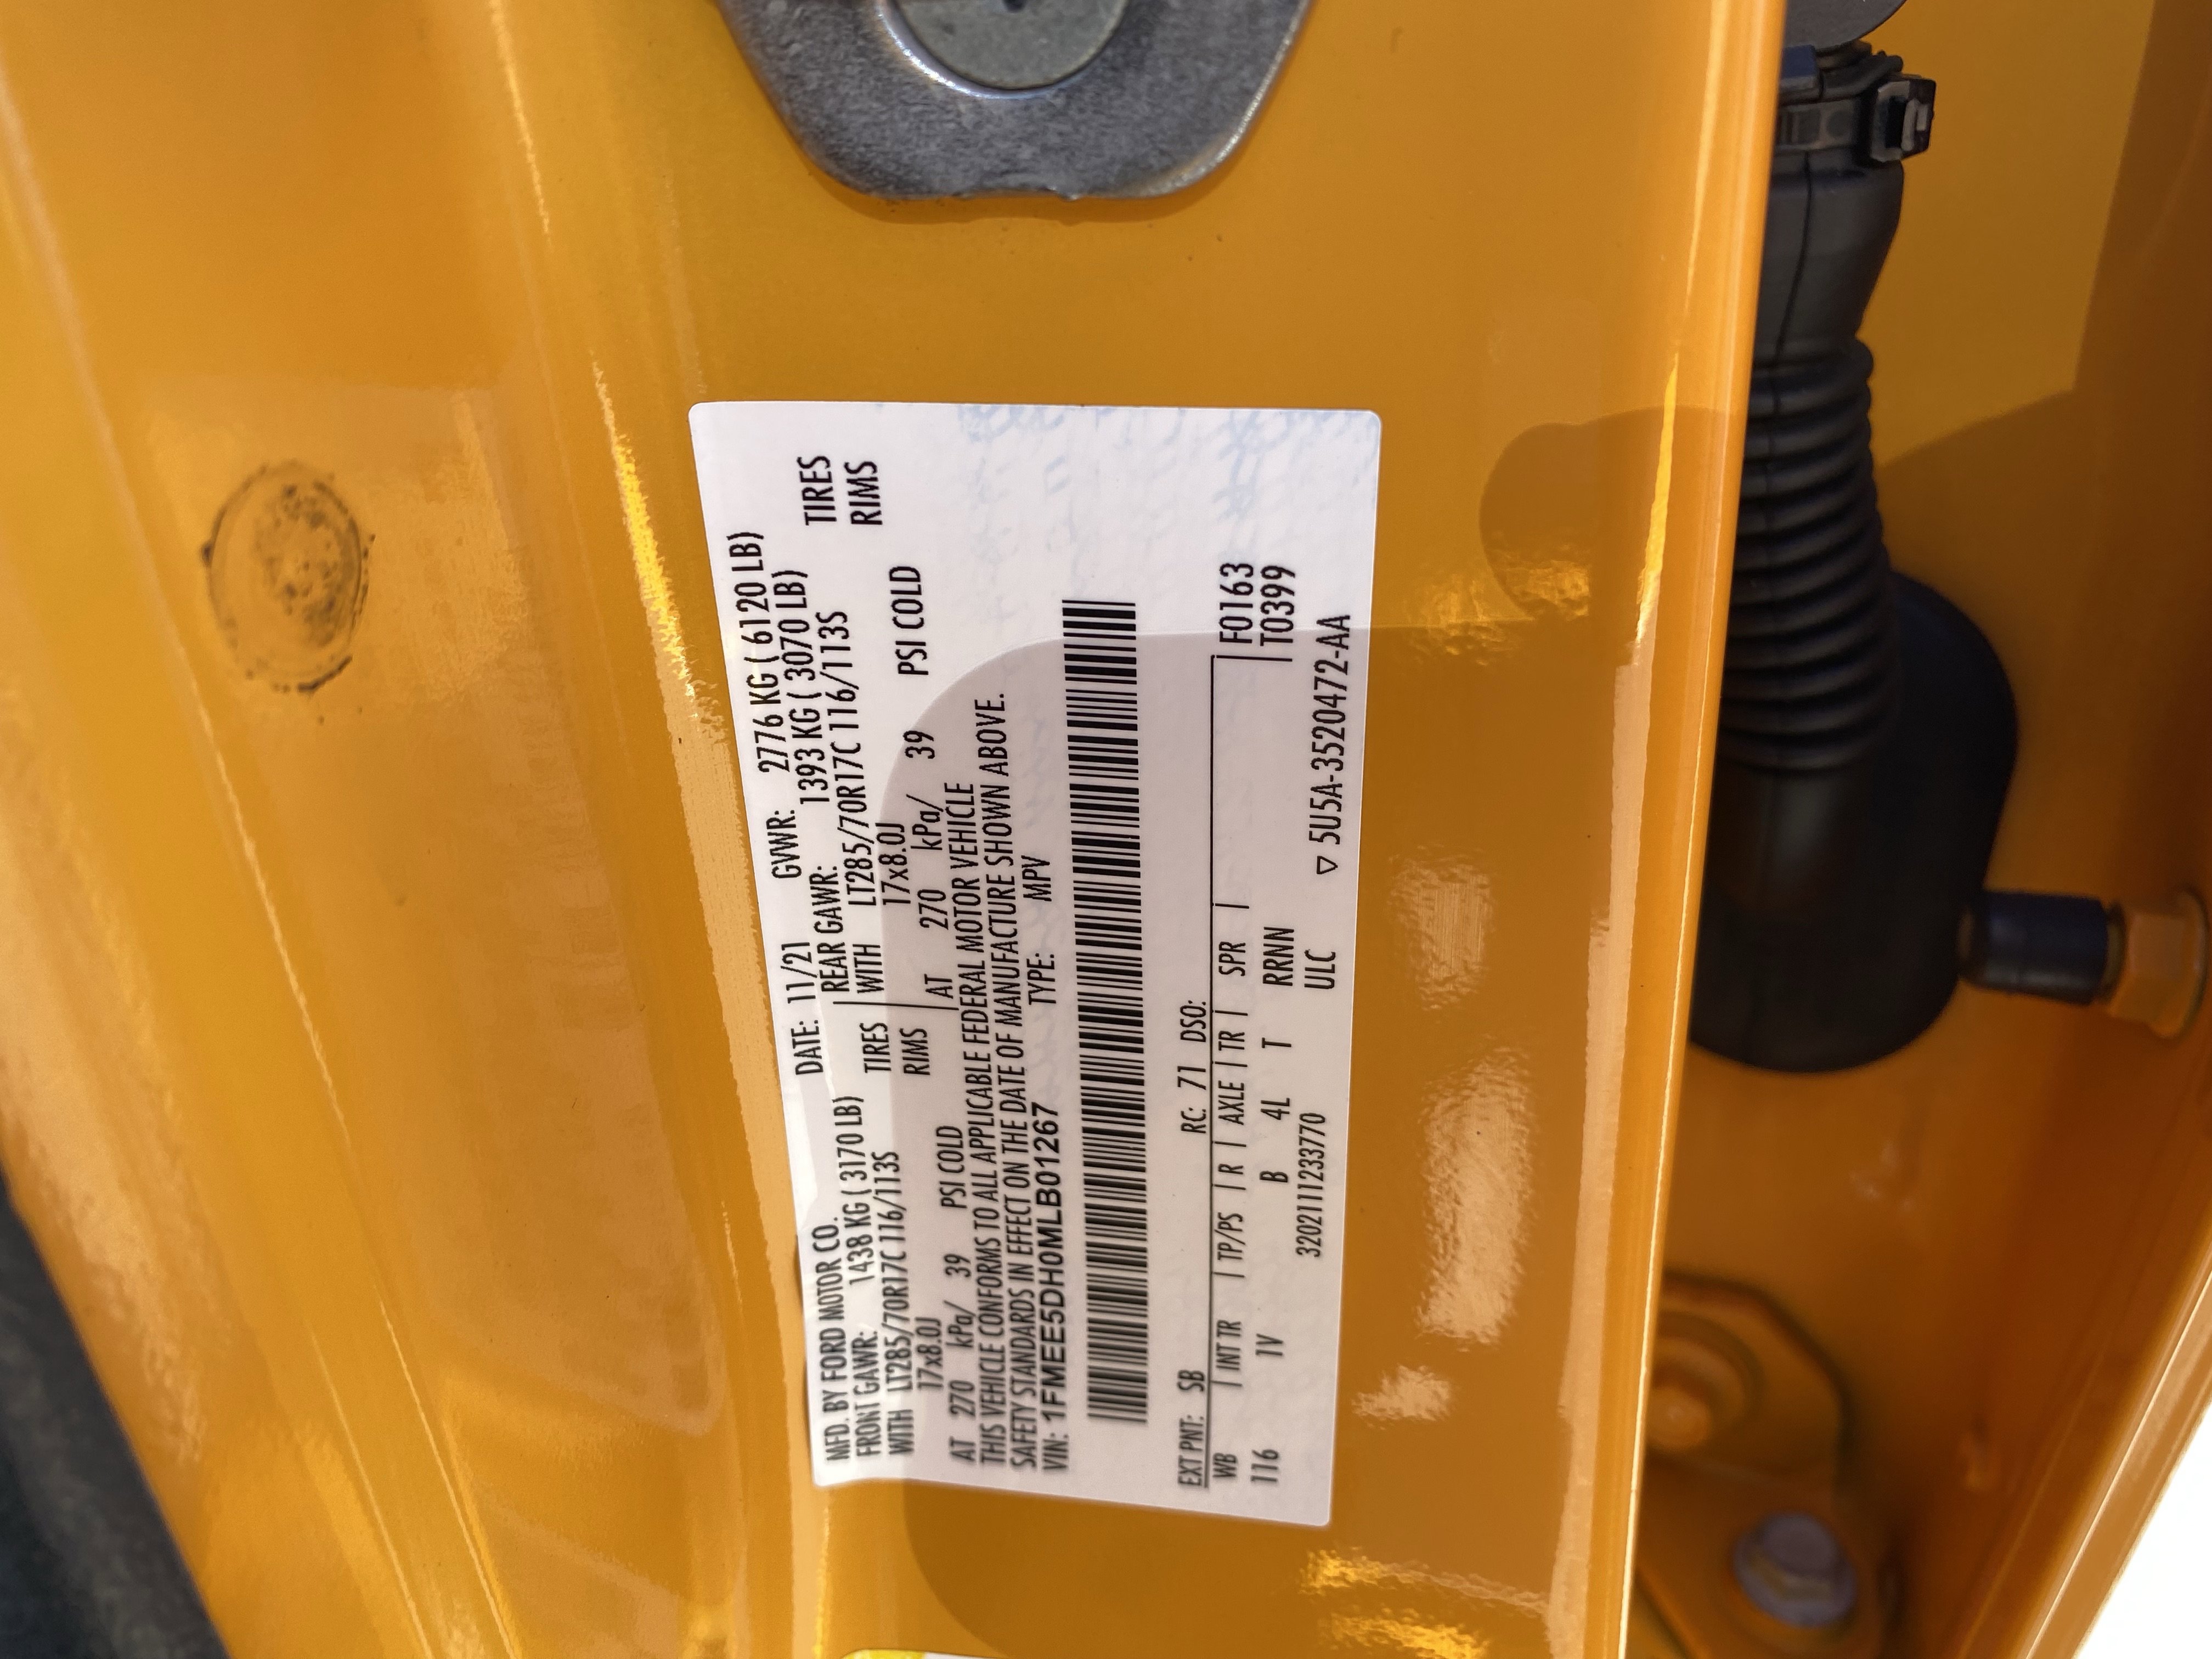 MFD. BY FORD MOTOR CO. DATE: 11/21 GVWR: 2776 KG ( 6120 LB)
FRONT GAWR: 1438 KG ( 3170 LB) REAR GAWR: 1393 KG ( 3070 LB)
WITH LT285/70R17C 116/113S TIRES WITH LT285/70R17C 116/113S TIRES
17x8.0J RIMS 17x8.0J RIMS
AT 270 kPa/ 39 PSI COLD AT 270 kPa/ 39 PSI COLD
THIS VEHICLE CONFORMS TO ALL APPLICABLE FEDERAL MOTOR VEHICLE
SAFETY STANDARDS IN EFFECT ON THE DATE OF MANUFACTURE SHOWN ABOVE.
VIN: 1FMEE5DH0MLB01267 TYPE: MPV
EXT PNT: SB RC: 71 DSO:
WB | INT TR | TP/PS | R | AXLE | TR | SPR | F0163
116 1V B 4L T RRNN T0399
3202111233770 ULC
▽ 5U5A-3520472-AA